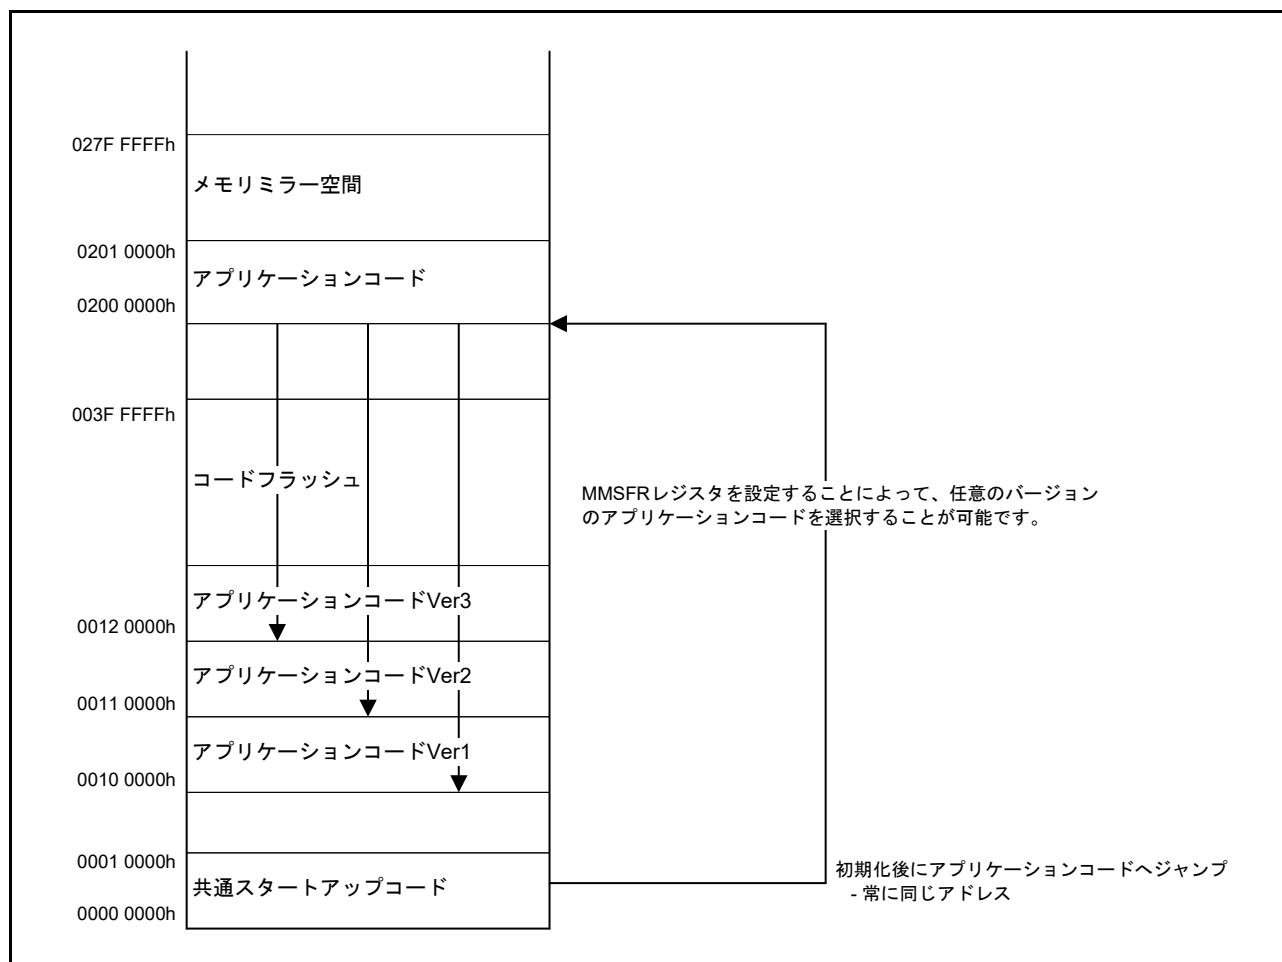 027F FFFFh
メモリミラー空間
0201 0000h
アプリケーションコード
0200 0000h
003F FFFFh
コードフラッシュ
MMSFRレジスタを設定することによって、任意のバージョン
のアプリケーションコードを選択することが可能です。
アプリケーションコードVer3
0012 0000h
アプリケーションコードVer2
0011 0000h
アプリケーションコードVer1
0010 0000h
0001 0000h
共通スタートアップコード
0000 0000h
初期化後にアプリケーションコードへジャンプ
- 常に同じアドレス